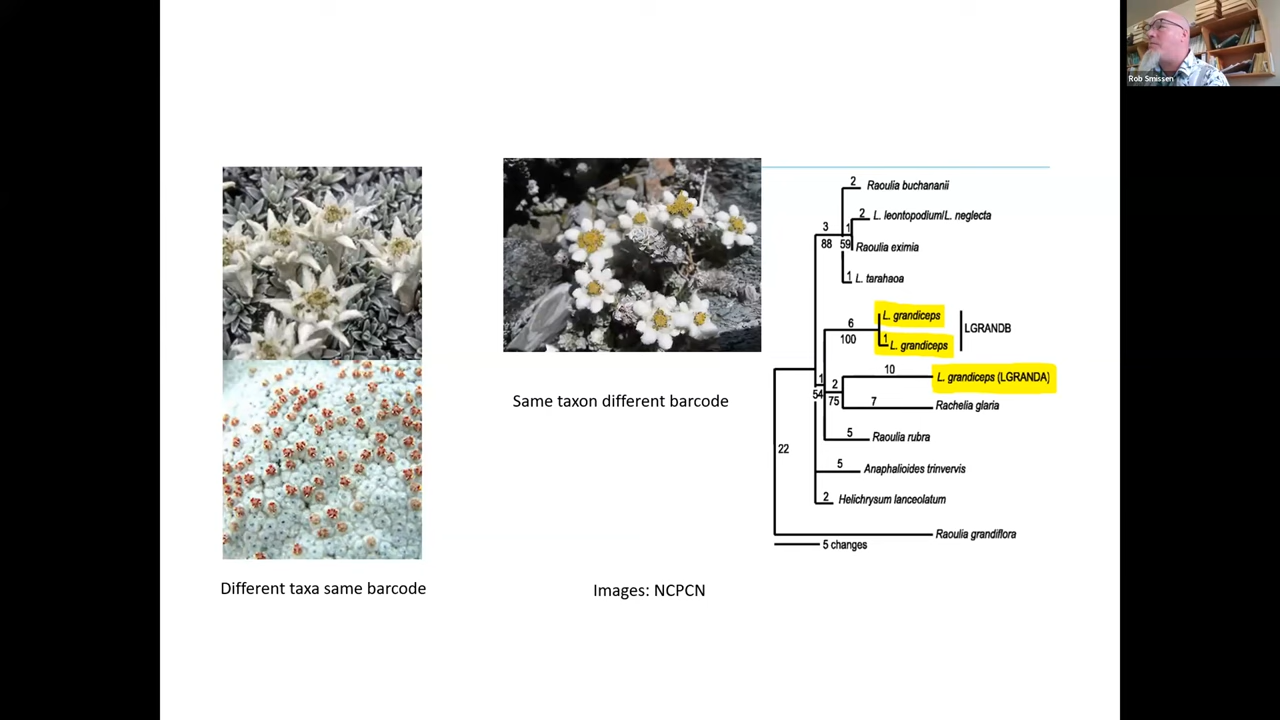 Rob Smissen
Different taxa same barcode
Same taxon different barcode
Images: NCPCN
2
Raoulia buchananii
2
L. leontopodium/L. neglecta
3
1
88
59
Raoulia eximia
1
L. tarahaoa
6
L. grandiceps
LGRANDB
100
1
L. grandiceps
10
L. grandiceps (LGRANDA)
1
2
54
75
7
Rachelia glaria
5
Raoulia rubra
22
5
Anaphalioides trinvervis
2
Helichrysum lanceolatum
Raoulia grandiflora
5 changes